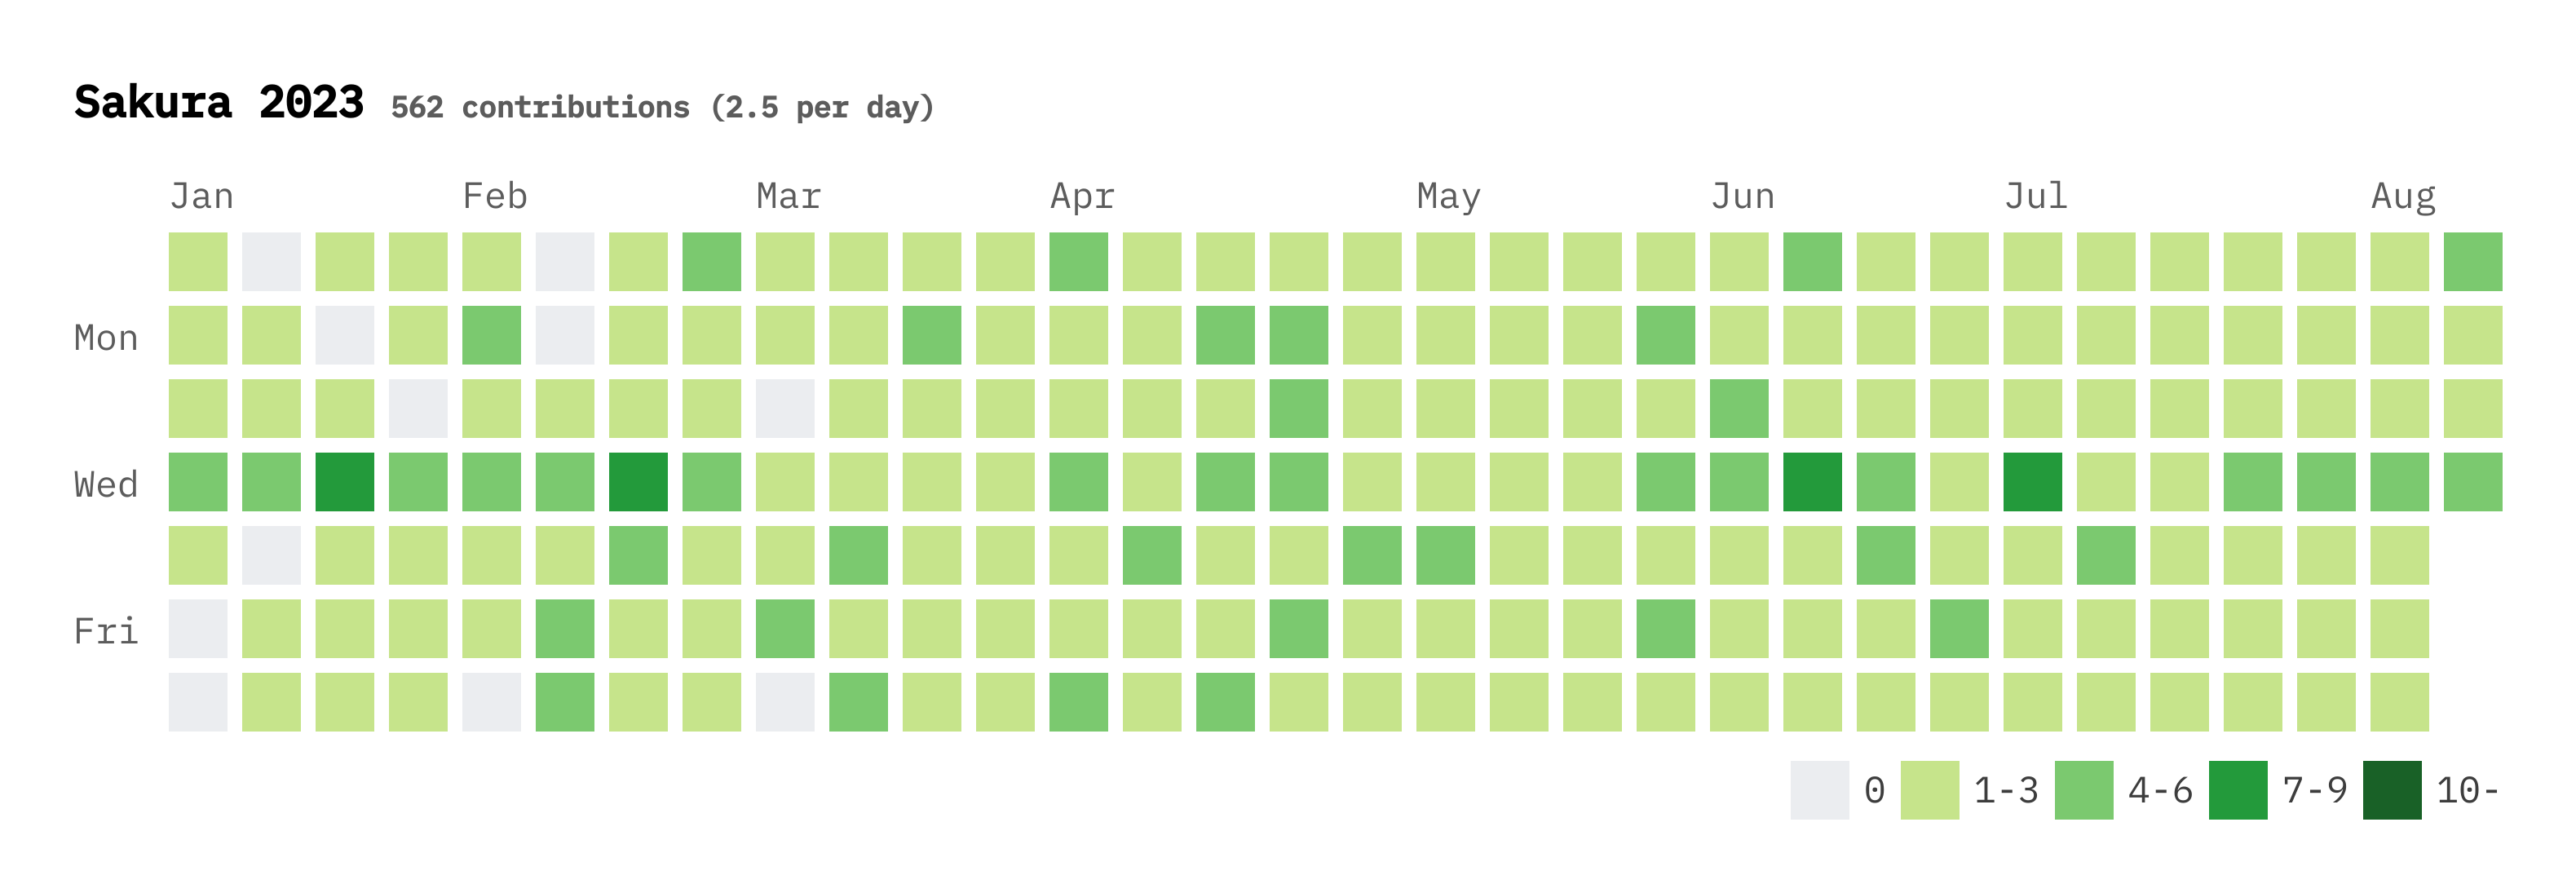 Sakura 2023 562 contributions (2.5 per day)
Jan Feb Mar Apr May Jun Jul Aug
Mon
Wed
Fri
0 1-3 4-6 7-9 10-